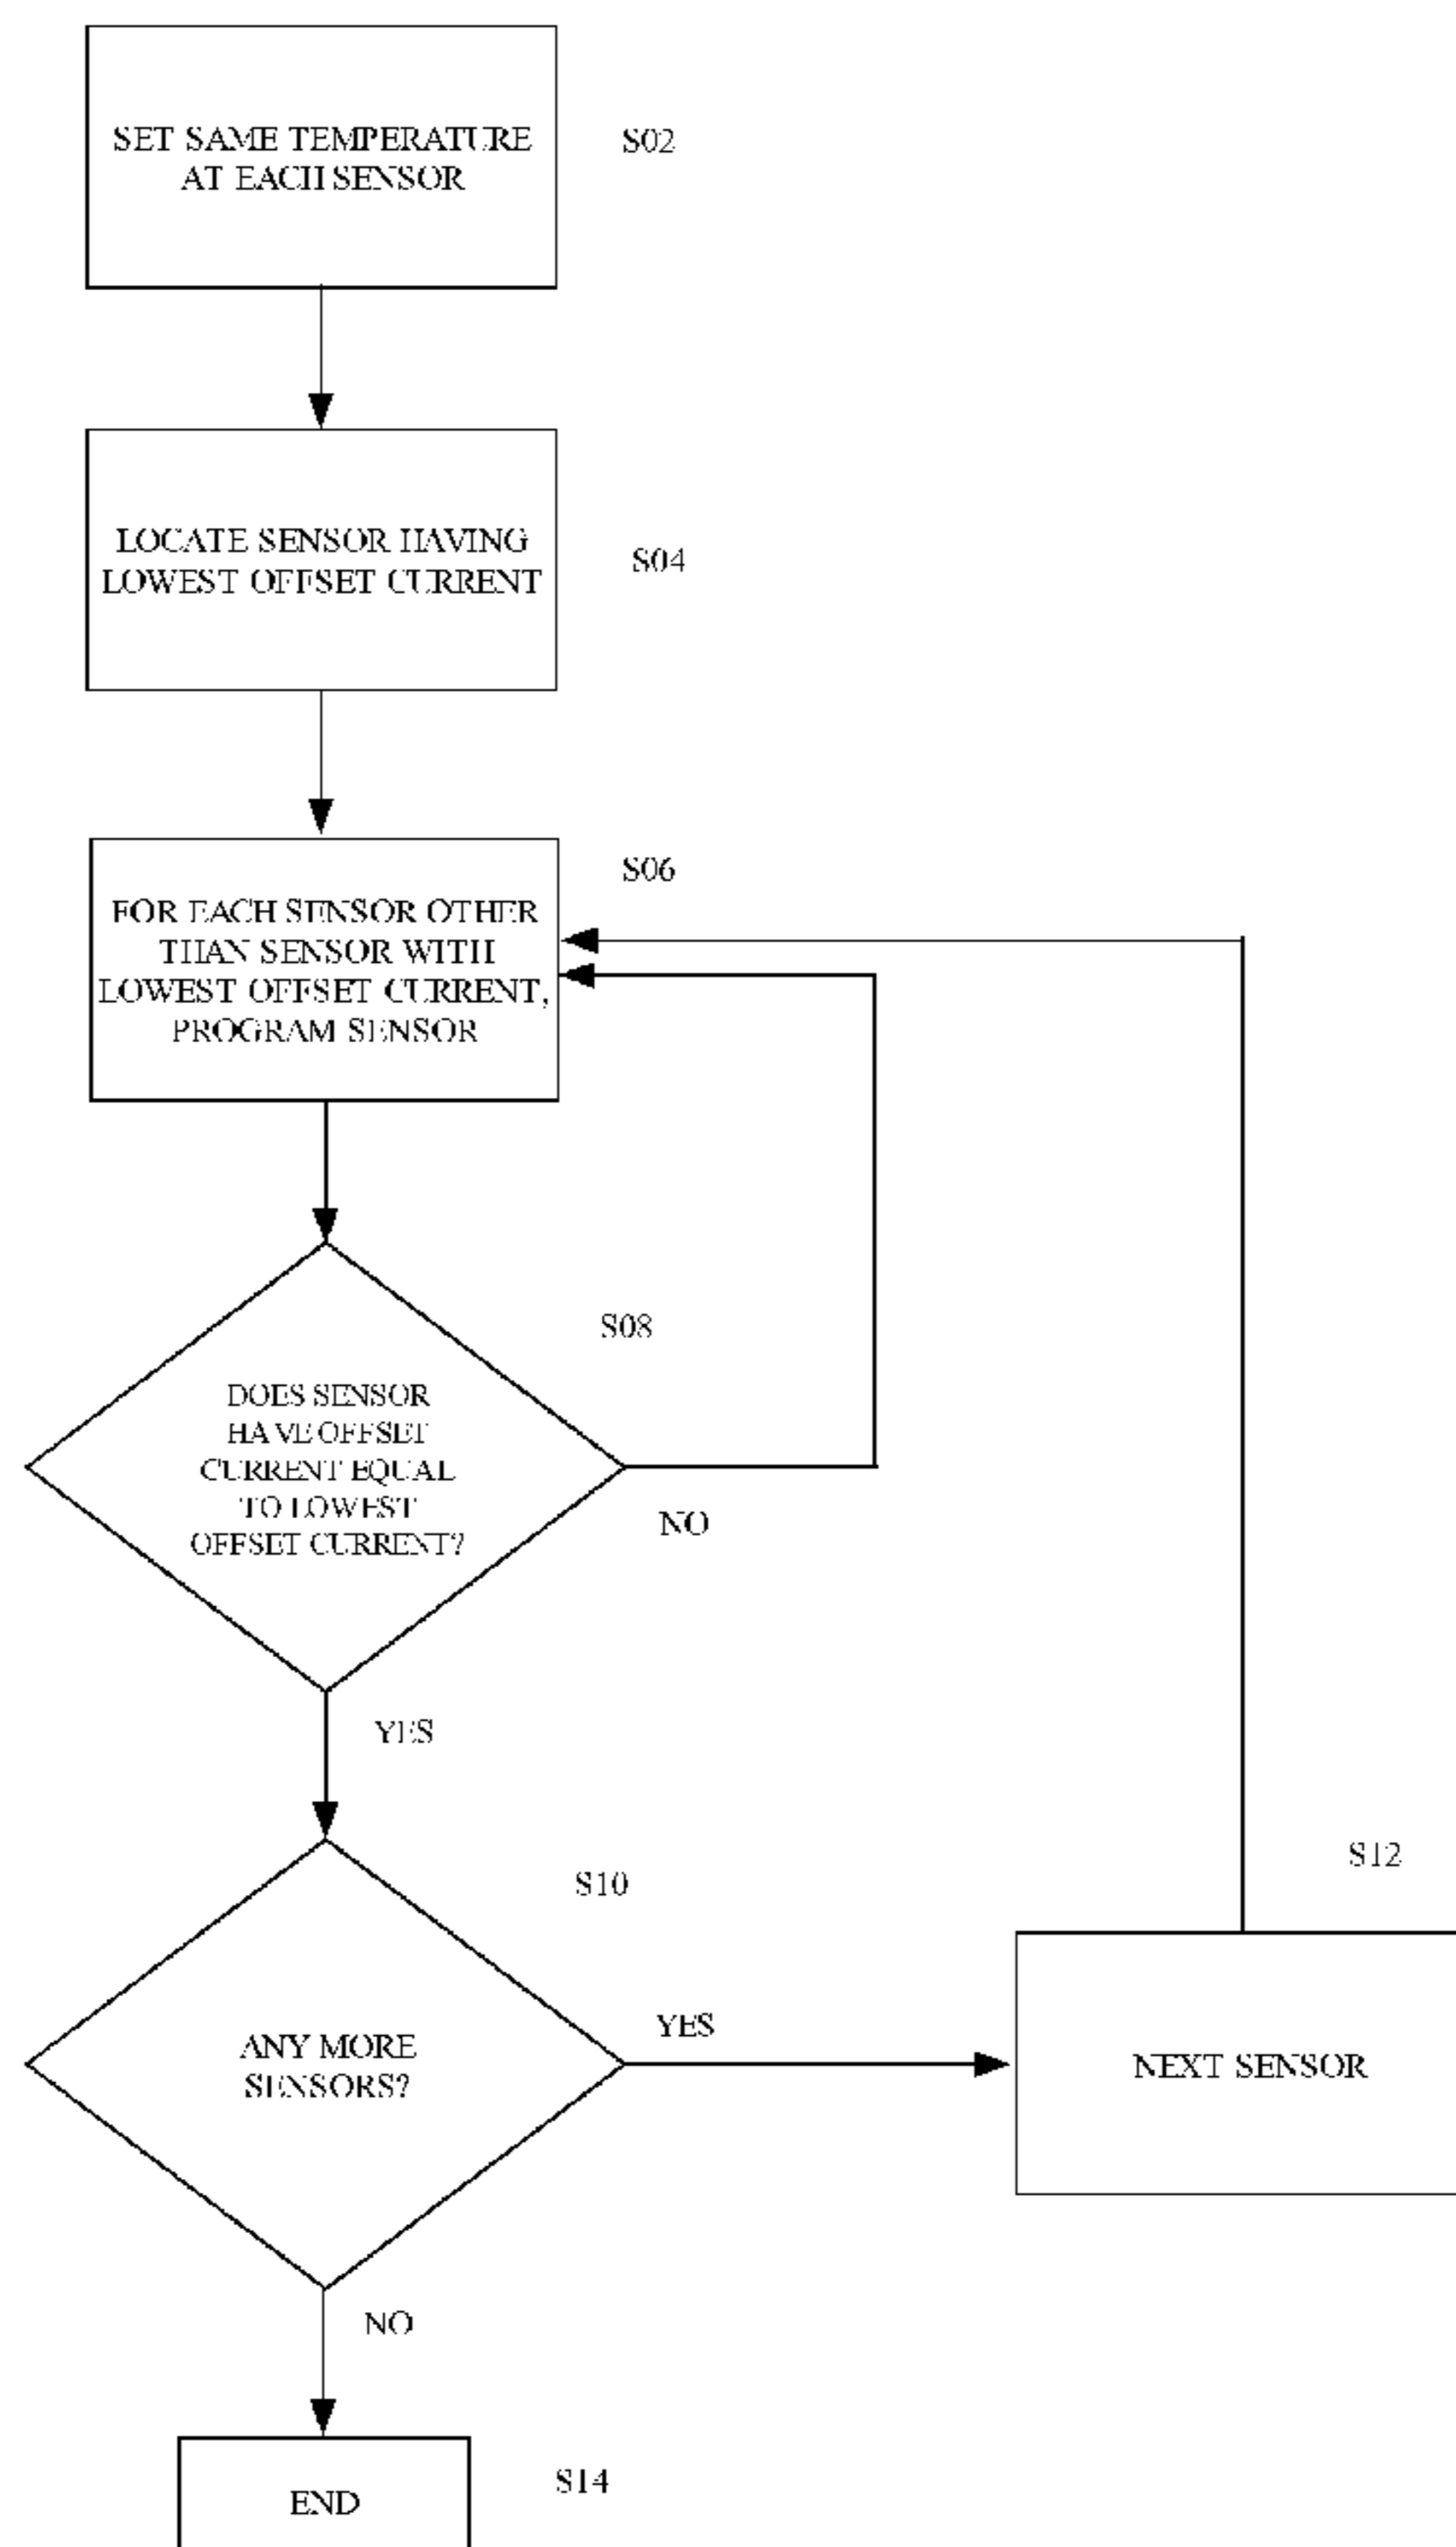 SET SAME TEMPERATURE
AT EACH SENSOR
S02
LOCATE SENSOR HAVING
LOWEST OFFSET CURRENT
S04
S06
FOR EACH SENSOR OTHER
THAN SENSOR WITH
LOWEST OFFSET CURRENT,
PROGRAM SENSOR
S08
DOES SENSOR
HAVE OFFSET
CURRENT EQUAL
TO LOWEST
OFFSET CURRENT?
NO
YES
S10
S12
ANY MORE
SENSORS?
YES
NEXT SENSOR
NO
END
S14